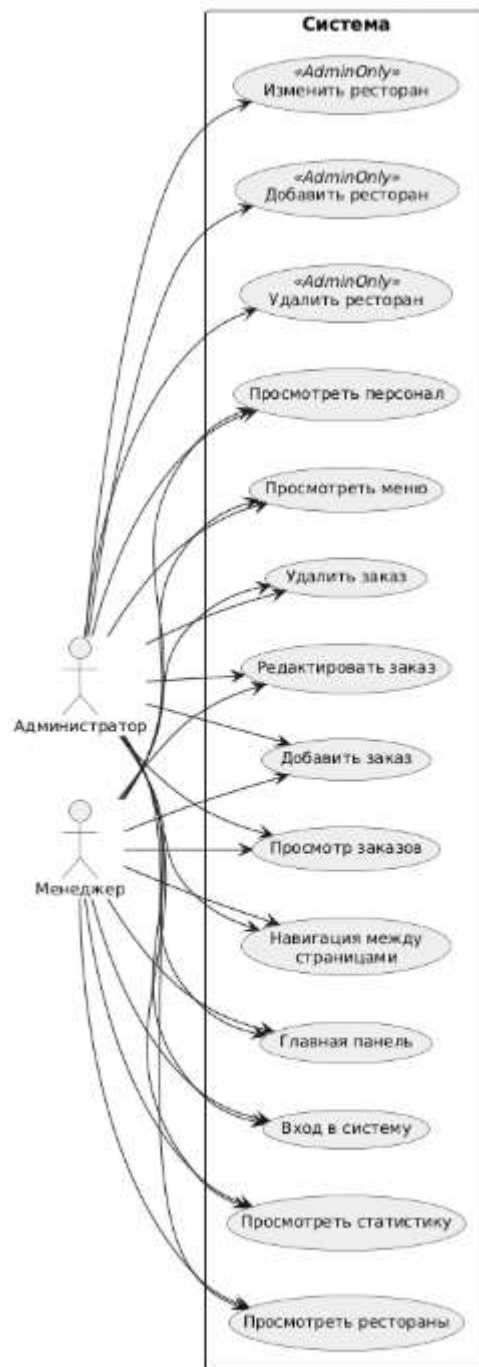 Система
«AdminOnly»
Изменить ресторан
«AdminOnly»
Добавить ресторан
«AdminOnly»
Удалить ресторан
Просмотреть персонал
Просмотреть меню
Удалить заказ
Редактировать заказ
Администратор
Добавить заказ
Просмотр заказов
Менеджер
Навигация между
страницами
Главная панель
Вход в систему
Просмотреть статистику
Просмотреть рестораны